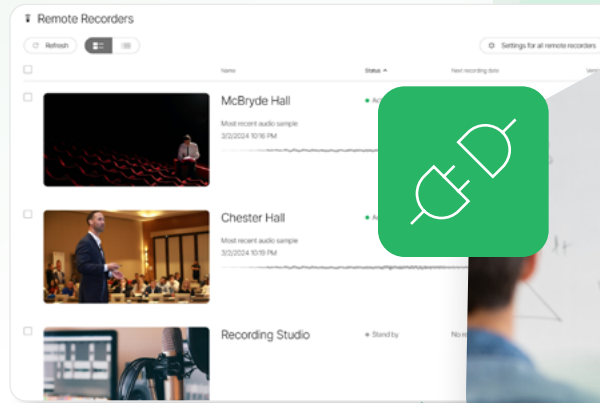 Remote Recorders
Refresh
Settings for all remote recorders
Name Status Next recording date
McBryde Hall
Most recent audio sample
3/2/2024 10:16 PM
Chester Hall
Most recent audio sample
3/2/2024 10:19 PM
Recording Studio Stand by